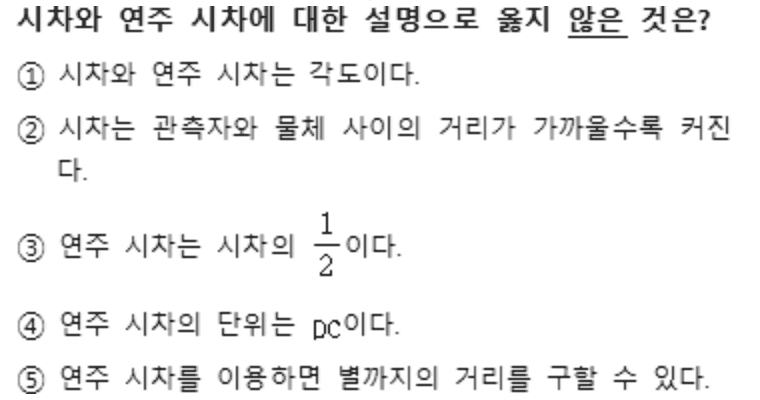 시차와 연주 시차에 대한 설명으로 옳지 않은 것은?
① 시차와 연주 시차는 각도이다.
② 시차는 관측자와 물체 사이의 거리가 가까울수록 커진
다.
③ 연주 시차는 시차의 1/2이다.
④ 연주 시차의 단위는 pc이다.
⑤ 연주 시차를 이용하면 별까지의 거리를 구할 수 있다.